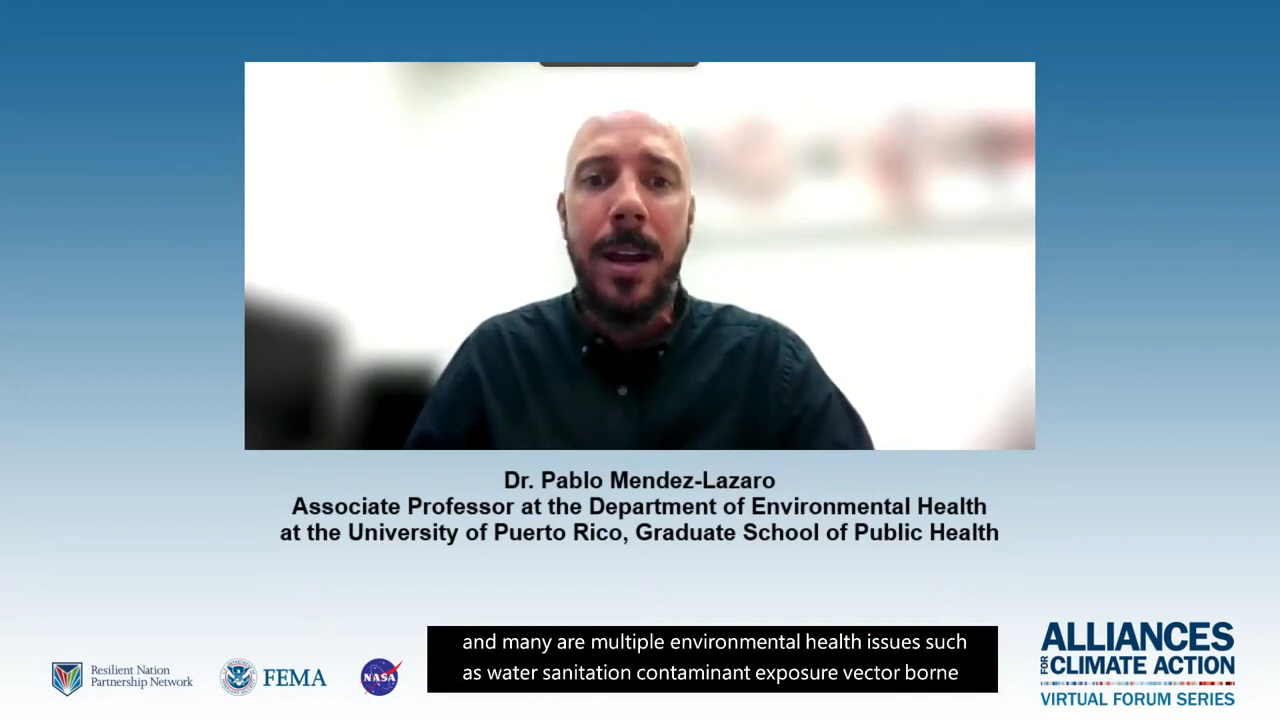 Dr. Pablo Mendez-Lazaro
Associate Professor at the Department of Environmental Health
at the University of Puerto Rico, Graduate School of Public Health
and many are multiple environmental health issues such
as water sanitation contaminant exposure vector borne
Resilient Nation
Partnership Network
FEMA
NASA
ALLIANCES
FOR CLIMATE ACTION
VIRTUAL FORUM SERIES